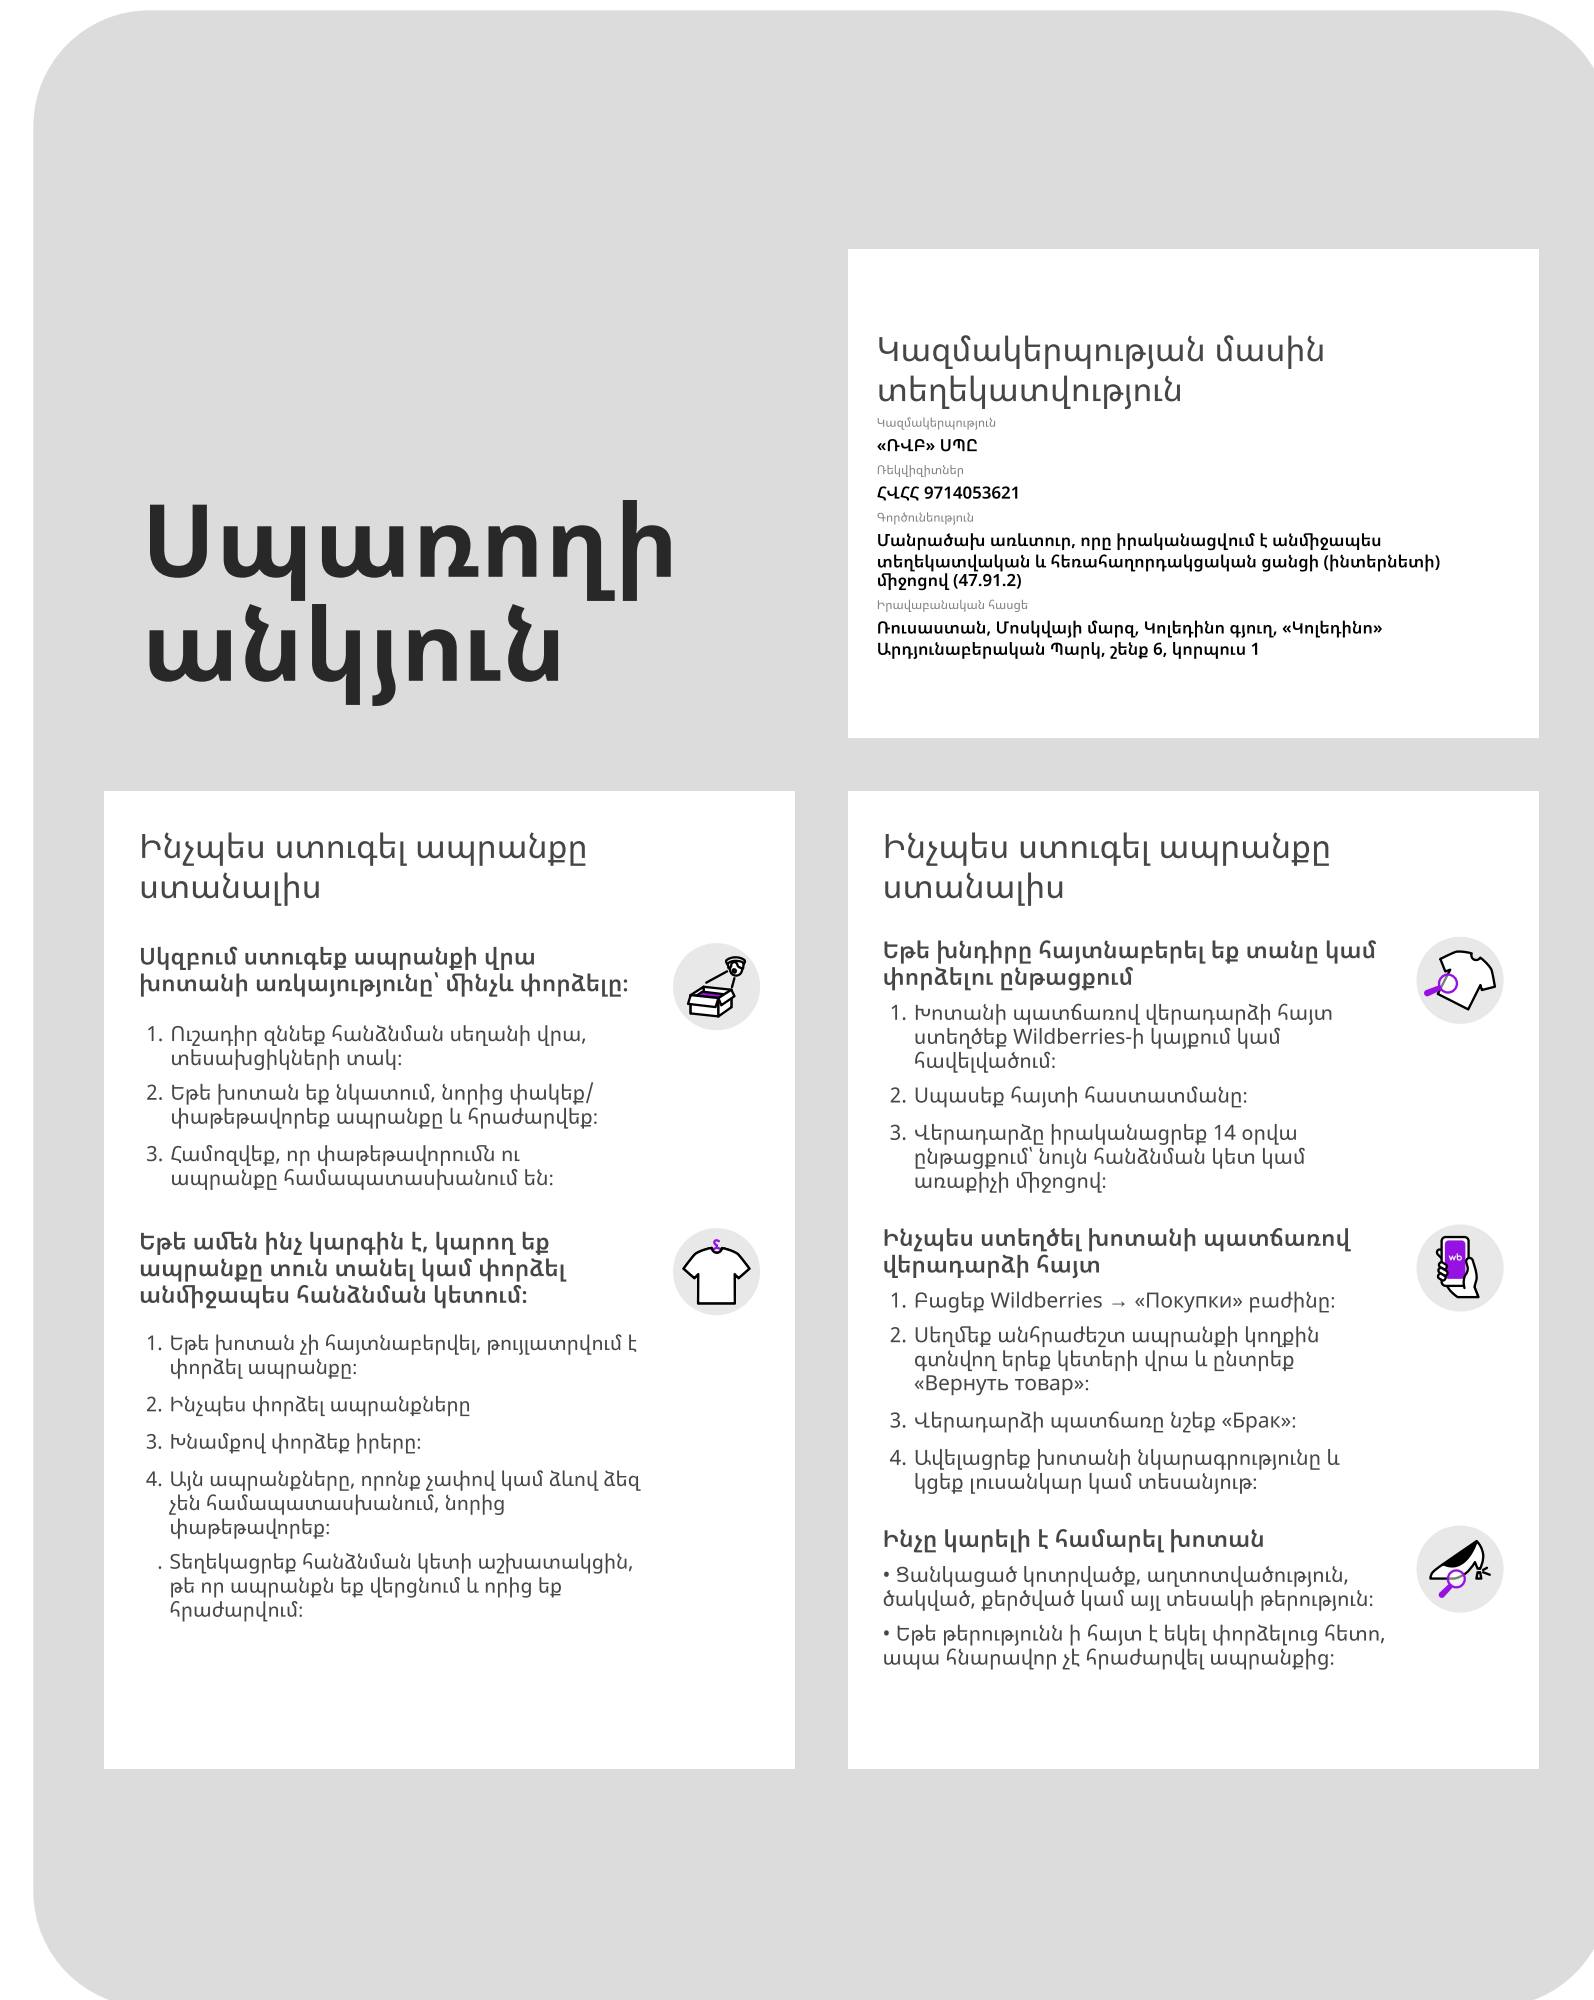 Սպառողի
անկյուն
Կազմակերպության մասին
տեղեկատվություն
Կազմակերպություն
«ՌՎԲ» ՍՊԸ
Ռեկվիզիտներ
ՀՎՀՀ 9714053621
Գործունեություն
Մանրածախ առևտուր, որը իրականացվում է անմիջապես
տեղեկատվական և հեռահաղորդակցական ցանցի (ինտերնետի)
միջոցով (47.91.2)
Իրավաբանական հասցե
Ռուսաստան, Մոսկվայի մարզ, Կոլեդինո գյուղ, «Կոլեդինո»
Արդյունաբերական Պարկ, շենք 6, կորպուս 1
Ինչպես ստուգել ապրանքը
ստանալիս
Սկզբում ստուգեք ապրանքի վրա
խոտանի առկայությունը՝ մինչև փորձելը:
1. Ուշադիր զննեք հանձնման սեղանի վրա,
տեսախցիկների տակ:
2. Եթե խոտան եք նկատում, նորից փակեք/
փաթեթավորեք ապրանքը և հրաժարվեք:
3. Համոզվեք, որ փաթեթավորումն ու
ապրանքը համապատասխանում են:
Եթե ամեն ինչ կարգին է, կարող եք
ապրանքը տուն տանել կամ փորձել
անմիջապես հանձնման կետում:
1. Եթե խոտան չի հայտնաբերվել, թույլատրվում է
փորձել ապրանքը:
2. Ինչպես փորձել ապրանքները
3. Խնամքով փորձեք իրերը:
4. Այն ապրանքները, որոնք չափով կամ ձևով ձեզ
չեն համապատասխանում, նորից
փաթեթավորեք:
. Տեղեկացրեք հանձնման կետի աշխատակցին,
թե որ ապրանքն եք վերցնում և որից եք
հրաժարվում:
Ինչպես ստուգել ապրանքը
ստանալիս
Եթե խնդիրը հայտնաբերել եք տանը կամ
փորձելու ընթացքում
1. Խոտանի պատճառով վերադարձի հայտ
ստեղծեք Wildberries-ի կայքում կամ
հավելվածում:
2. Սպասեք հայտի հաստատմանը:
3. Վերադարձը իրականացրեք 14 օրվա
ընթացքում՝ նույն հանձնման կետ կամ
առաքիչի միջոցով:
Ինչպես ստեղծել խոտանի պատճառով
վերադարձի հայտ
wb
1. Բացեք Wildberries → «Покупки» բաժինը:
2. Սեղմեք անհրաժեշտ ապրանքի կողքին
գտնվող երեք կետերի վրա և ընտրեք
«Вернуть товар»:
3. Վերադարձի պատճառը նշեք «Брак»:
4. Ավելացրեք խոտանի նկարագրությունը և
կցեք լուսանկար կամ տեսանյութ:
Ինչը կարելի է համարել խոտան
• Ցանկացած կոտրվածք, աղտոտվածություն,
ծակված, քերծված կամ այլ տեսակի թերություն:
• Եթե թերությունն ի հայտ է եկել փորձելուց հետո,
ապա հնարավոր չէ հրաժարվել ապրանքից: